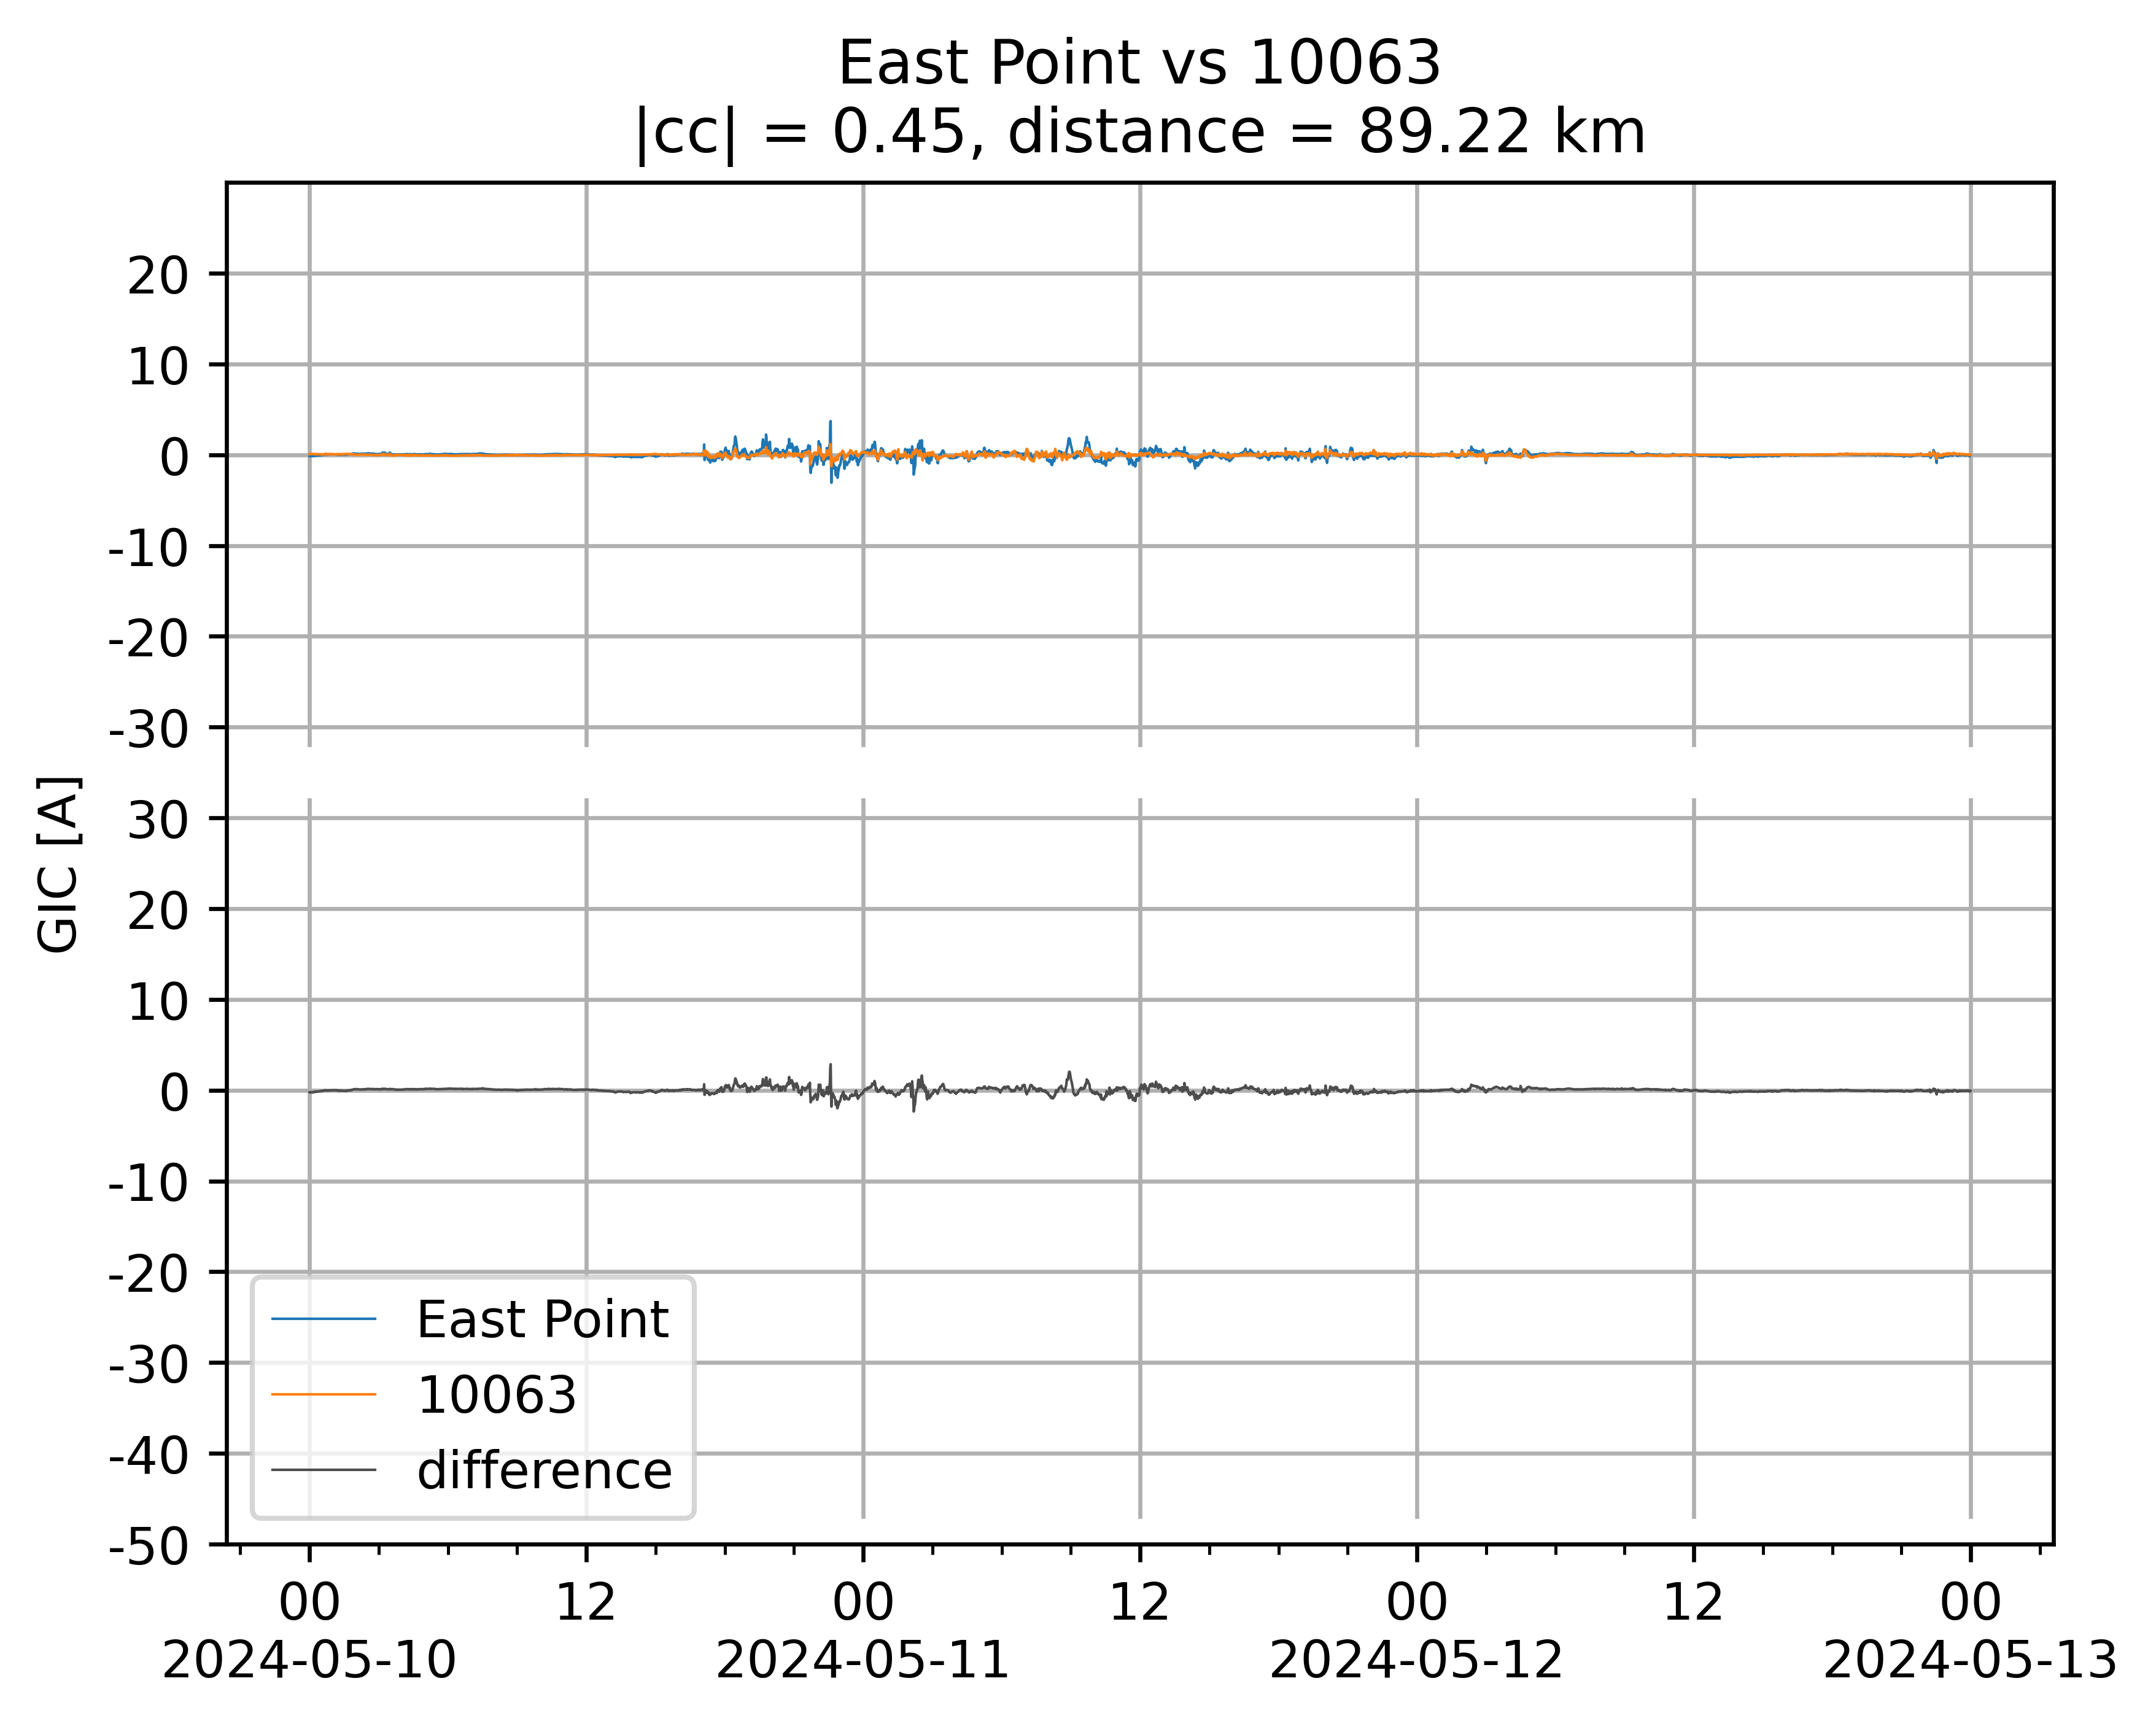 East Point vs 10063
|cc| = 0.45, distance = 89.22 km
GIC [A]
20
10
0
-10
-20
-30
30
20
10
0
-10
-20
-30
-40
-50
East Point
10063
difference
00 12 00 12 00 12 00
2024-05-10 2024-05-11 2024-05-12 2024-05-13